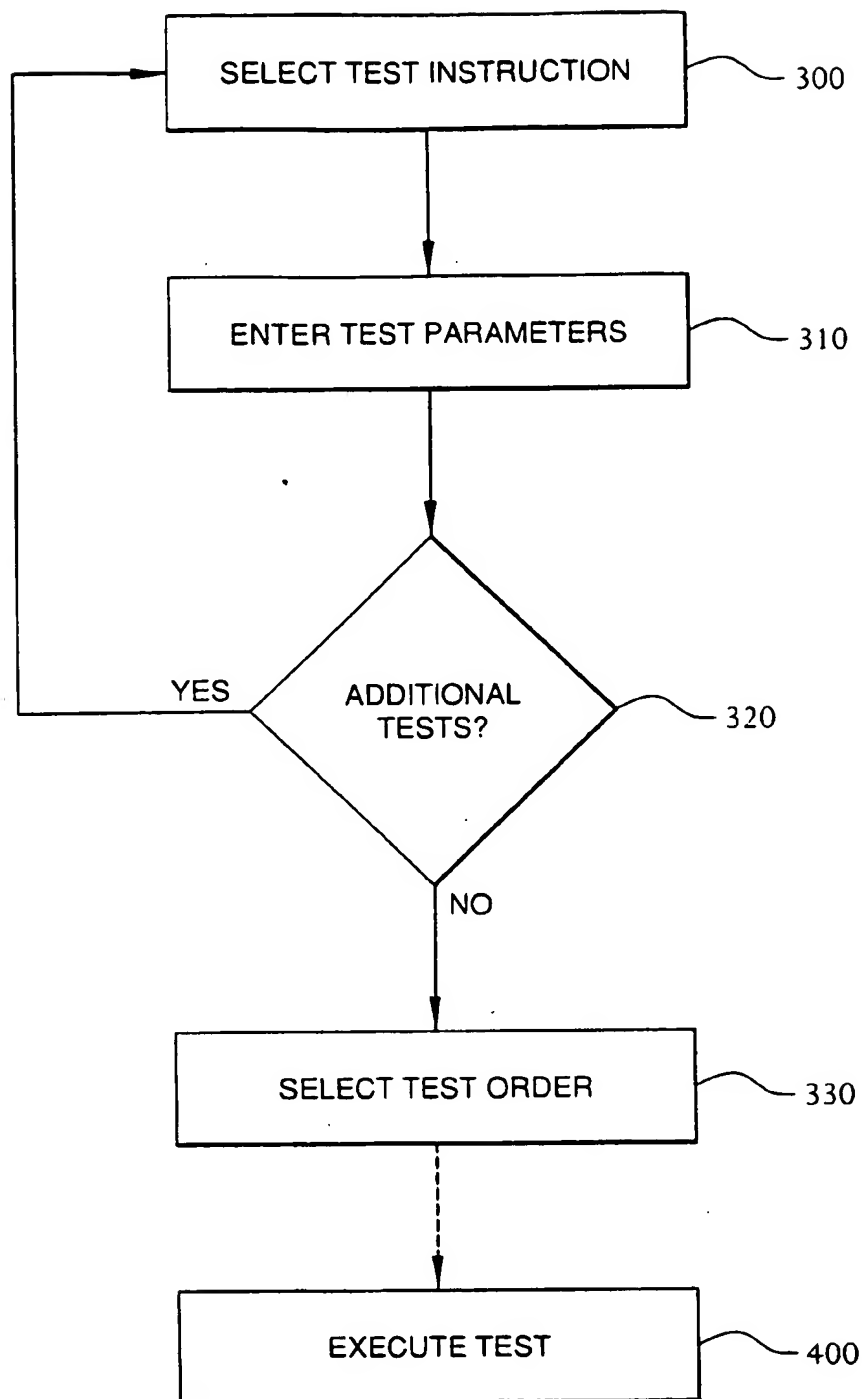 SELECT TEST INSTRUCTION
300
ENTER TEST PARAMETERS
310
YES
ADDITIONAL
TESTS?
320
NO
SELECT TEST ORDER
330
EXECUTE TEST
400